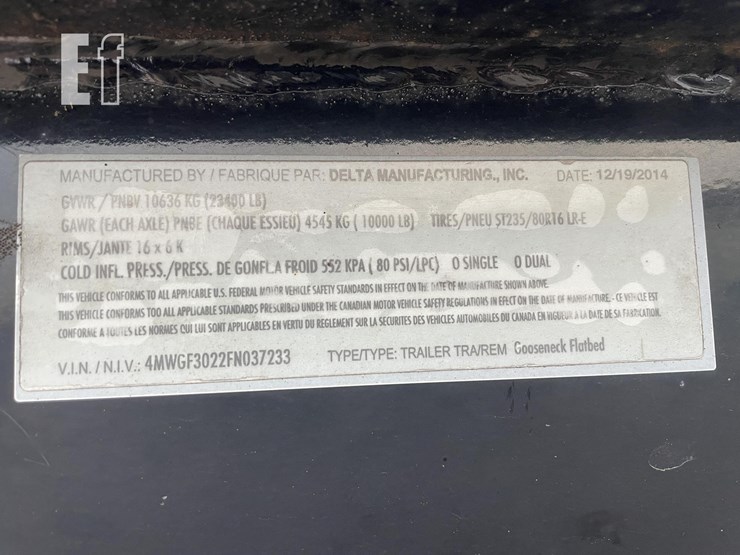 Ef
MANUFACTURED BY / FABRIQUE PAR: DELTA MANUFACTURING., INC. DATE: 12/19/2014
GVWR / PNBV 10636 KG (23400 LB)
GAWR (EACH AXLE) PNBE (CHAQUE ESSIEU) 4545 KG ( 10000 LB) TIRES/PNEU ST235/80R16 LR-E
RIMS/JANTE 16 x 6 K
COLD INFL. PRESS./PRESS. DE GONFL.A FROID 552 KPA ( 80 PSI/LPC) O SINGLE O DUAL
THIS VEHICLE CONFORMS TO ALL APPLICABLE U.S. FEDERAL MOTOR VEHICLE SAFETY STANDARDS IN EFFECT ON THE DATE OF MANUFACTURE SHOWN ABOVE.
THIS VEHICLE CONFORMS TOO ALL APPLICABLE STANDARDS PRESCRIBED UNDER THE CANADIAN MOTOR VEHICLE SAFETY REGULATIONS IN EFECT ON THE DATE OF MANUFACTURE. - CE VEHICLE EST
CONFORME A TOUTES LES NORMES QUI LUI SONT APPLICABLES EN VERTU DU REGLEMENT SUR LA SECURITES DES VEHICLES AUTOMOBILES DU CANADA EN VIGUEUR A LA DATE DE SA FABRICATION.
V.I.N. / N.I.V.: 4MWGF3022FN037233 TYPE/TYPE: TRAILER TRA/REM Gooseneck Flatbed